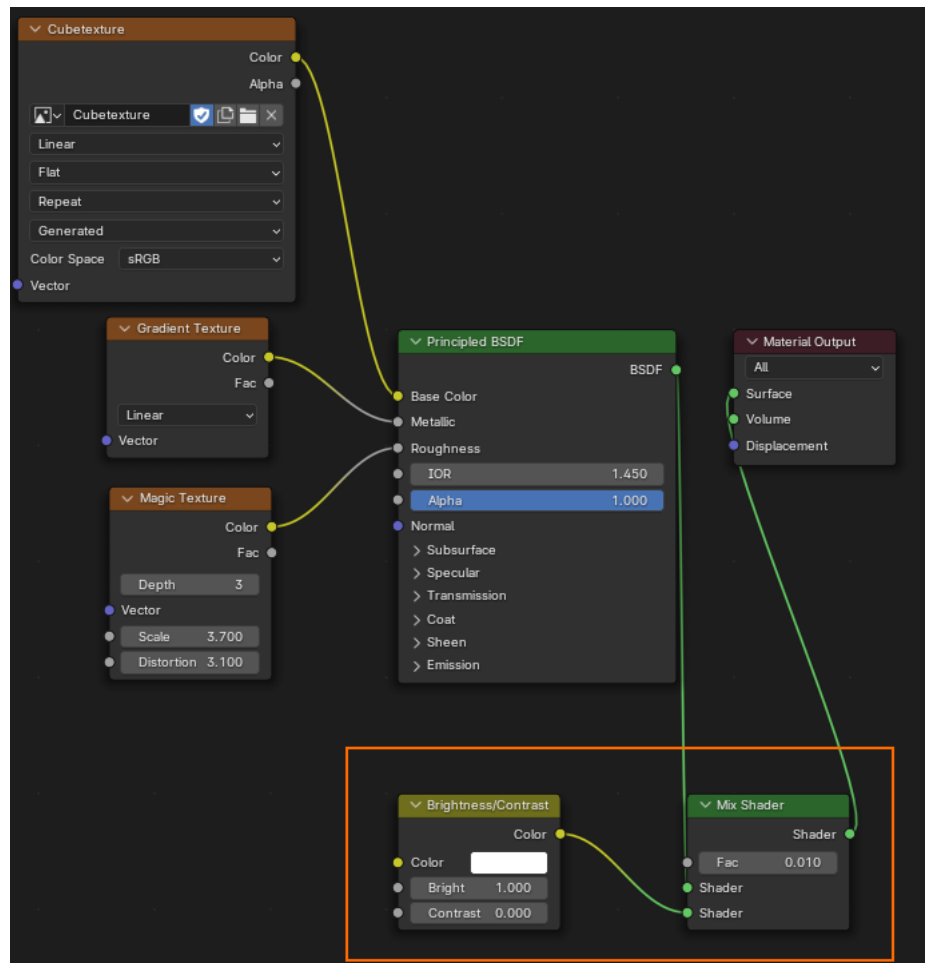 Cubetexture
Color
Alpha
Cubetexture
Linear
Flat
Repeat
Generated
Color Space sRGB
Vector
Gradient Texture
Color
Fac
Linear
Vector
Magic Texture
Color
Fac
Depth 3
Vector
Scale 3.700
Distortion 3.100
Principled BSDF
BSDF
Base Color
Metallic
Roughness
IOR 1.450
Alpha 1.000
Normal
Subsurface
Specular
Transmission
Coat
Sheen
Emission
Material Output
All
Surface
Volume
Displacement
Brightness/Contrast
Color
Color
Bright 1.000
Contrast 0.000
Mix Shader
Shader
Fac 0.010
Shader
Shader